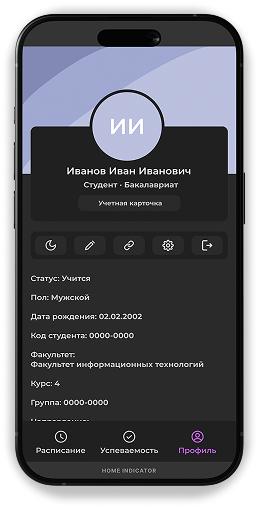 ИИ
Иванов Иван Иванович
Студент · Бакалавриат
Учетная карточка
Статус: Учится
Пол: Мужской
Дата рождения: 02.02.2002
Код студента: 0000-0000
Факультет:
Факультет информационных технологий
Курс: 4
Группа: 0000-0000
Расписание
Успеваемость
Профиль
HOME INDICATOR